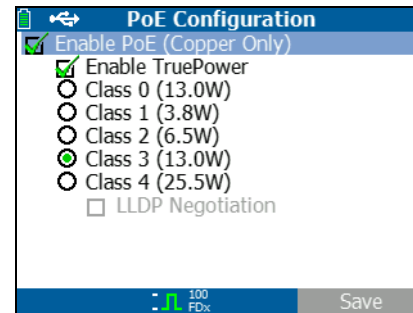 PoE Configuration
Enable PoE (Copper Only)
Enable TruePower
Class 0 (13.0W)
Class 1 (3.8W)
Class 2 (6.5W)
Class 3 (13.0W)
Class 4 (25.5W)
LLDP Negotiation
100
FDx
Save